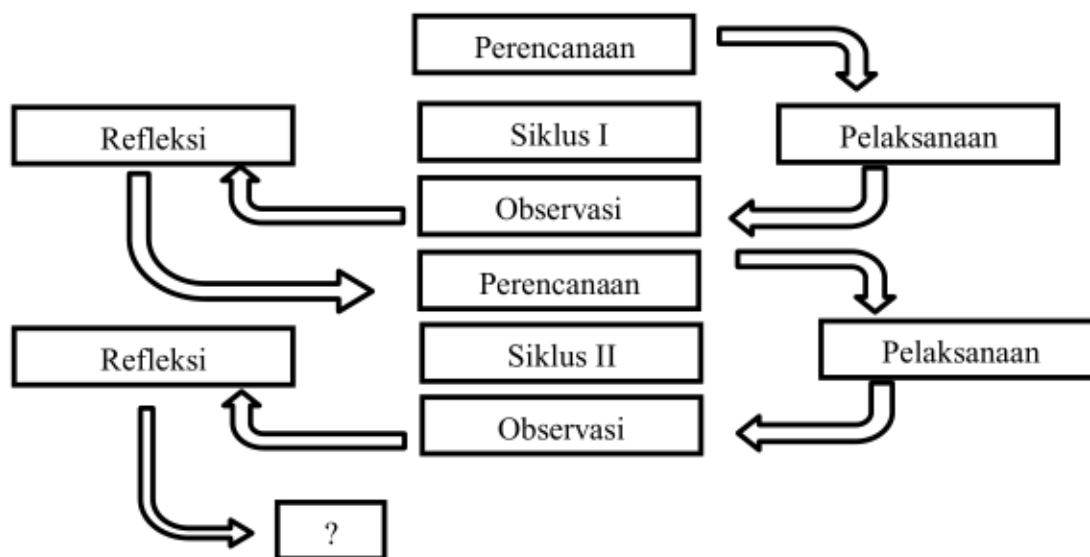 Perencanaan
Refleksi
Siklus I
Pelaksanaan
Observasi
Perencanaan
Refleksi
Siklus II
Pelaksanaan
Observasi
?